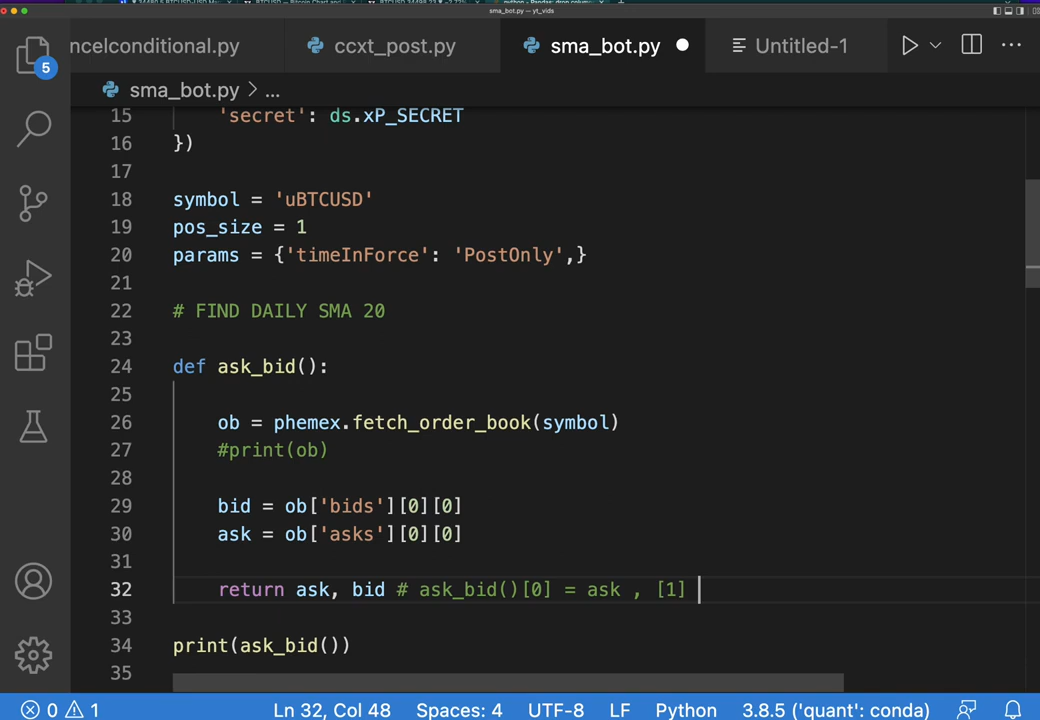 sma_bot.py — yt_vids
ncelconditional.py
ccxt_post.py
sma_bot.py
Untitled-1
5
sma_bot.py > ...
15 'secret': ds.xP_SECRET
16 })
17
18 symbol = 'uBTCUSD'
19 pos_size = 1
20 params = {'timeInForce': 'PostOnly',}
21
22 # FIND DAILY SMA 20
23
24 def ask_bid():
25
26 ob = phemex.fetch_order_book(symbol)
27 #print(ob)
28
29 bid = ob['bids'][0][0]
30 ask = ob['asks'][0][0]
31
32 return ask, bid # ask_bid()[0] = ask , [1]
33
34 print(ask_bid())
35
0 1 Ln 32, Col 48 Spaces: 4 UTF-8 LF Python 3.8.5 ('quant': conda)